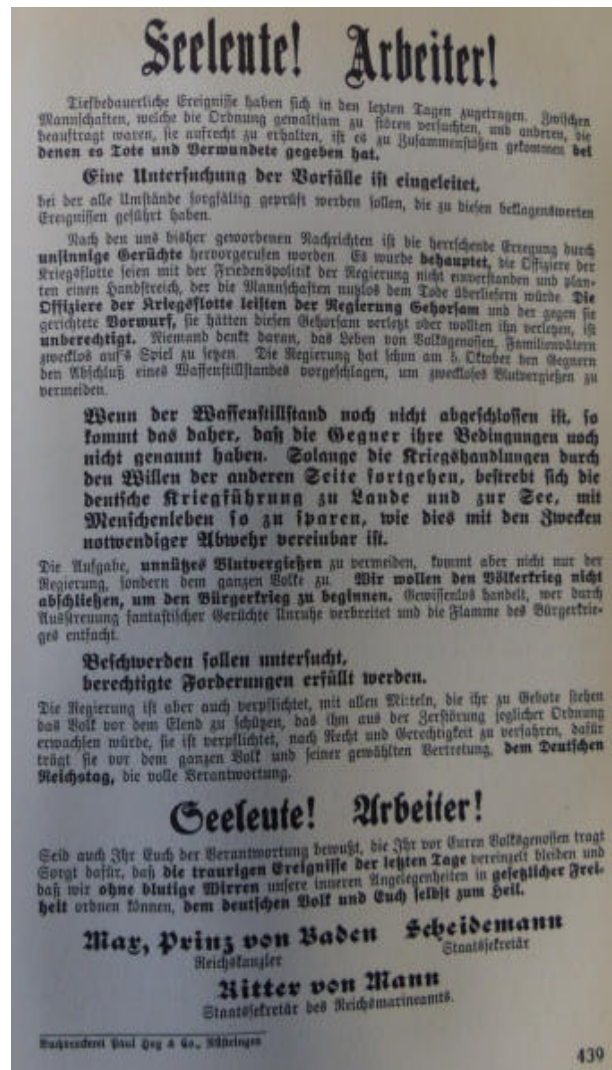 Seeleute! Arbeiter!
Tiefbedauerliche Ereignisse haben sich in den letzten Tagen zugetragen. Zwischen
Mannschaften, welche die Ordnung gewaltsam zu stören versuchten, und anderen, die
beauftragt waren, sie aufrecht zu erhalten, ist es zu Zusammenstößen gekommen bei
denen es Tote und Verwundete gegeben hat.
Eine Untersuchung der Vorfälle ist eingeleitet,
bei der alle Umstände sorgfältig geprüft werden sollen, die zu diesen beklagenswerten
Ereignissen geführt haben.
Nach den uns bisher gewordenen Nachrichten ist die herrschende Erregung durch
unsinnige Gerüchte hervorgerufen worden. Es wurde behauptet, die Offiziere der
Kriegsflotte seien mit der Friedenspolitik der Regierung nicht einverstanden und plan-
ten einen Handstreich, der die Mannschaften nutzlos dem Tode überliefern würde. Die
Offiziere der Kriegsflotte leisten der Regierung Gehorsam und der gegen sie
gerichtete Vorwurf, sie hätten diesen Gehorsam verletzt oder wollten ihn verletzen, ist
unberechtigt. Niemand denkt daran, das Leben von Volksgenossen, Familienvätern
zwecklos auf's Spiel zu setzen. Die Regierung hat schon am 5. Oktober den Gegnern
den Abschluß eines Waffenstillstandes vorgeschlagen, um zweckloses Blutvergießen zu
vermeiden.
Wenn der Waffenstillstand noch nicht abgeschlossen ist, so
kommt das daher, daß die Gegner ihre Bedingungen noch
nicht genannt haben. Solange die Kriegshandlungen durch
den Willen der anderen Seite fortgehen, bestrebt sich die
deutsche Kriegführung zu Lande und zur See, mit
Menschenleben so zu sparen, wie dies mit den Zwecken
notwendiger Abwehr vereinbar ist.
Die Aufgabe, unnützes Blutvergießen zu vermeiden, kommt aber nicht nur der
Regierung, sondern dem ganzen Volke zu. Wir wollen den Völkerkrieg nicht
abschließen, um den Bürgerkrieg zu beginnen. Gewissenlos handelt, wer durch
Ausstreuung fantastischer Gerüchte Unruhe verbreitet und die Flamme des Bürgerkrie-
ges entfacht.
Beschwerden sollen untersucht,
berechtigte Forderungen erfüllt werden.
Die Regierung ist aber auch verpflichtet, mit allen Mitteln, die ihr zu Gebote stehen
das Volk vor dem Elend zu schützen, das ihm aus der Zerstörung jeglicher Ordnung
erwachsen würde, sie ist verpflichtet, nach Recht und Gerechtigkeit zu verfahren, dafür
trägt sie vor dem ganzen Volk und seiner gewählten Vertretung, dem Deutschen
Reichstag, die volle Verantwortung.
Seeleute! Arbeiter!
Seid auch Ihr Euch der Verantwortung bewußt, die Ihr vor Euren Volksgenossen tragt
Sorgt dafür, daß die traurigen Ereignisse der letzten Tage vereinzelt bleiben und
daß wir ohne blutige Wirren unsere inneren Angelegenheiten in gesetzlicher Frei-
heit ordnen können, dem deutschen Volk und Euch selbst zum Heil.
Max, Prinz von Baden Scheidemann
Reichskanzler Staatssekretär
Ritter von Mann
Staatssekretär des Reichsmarineamts.
Buchdruckerei Paul Hug & Co., Rüstringen
439